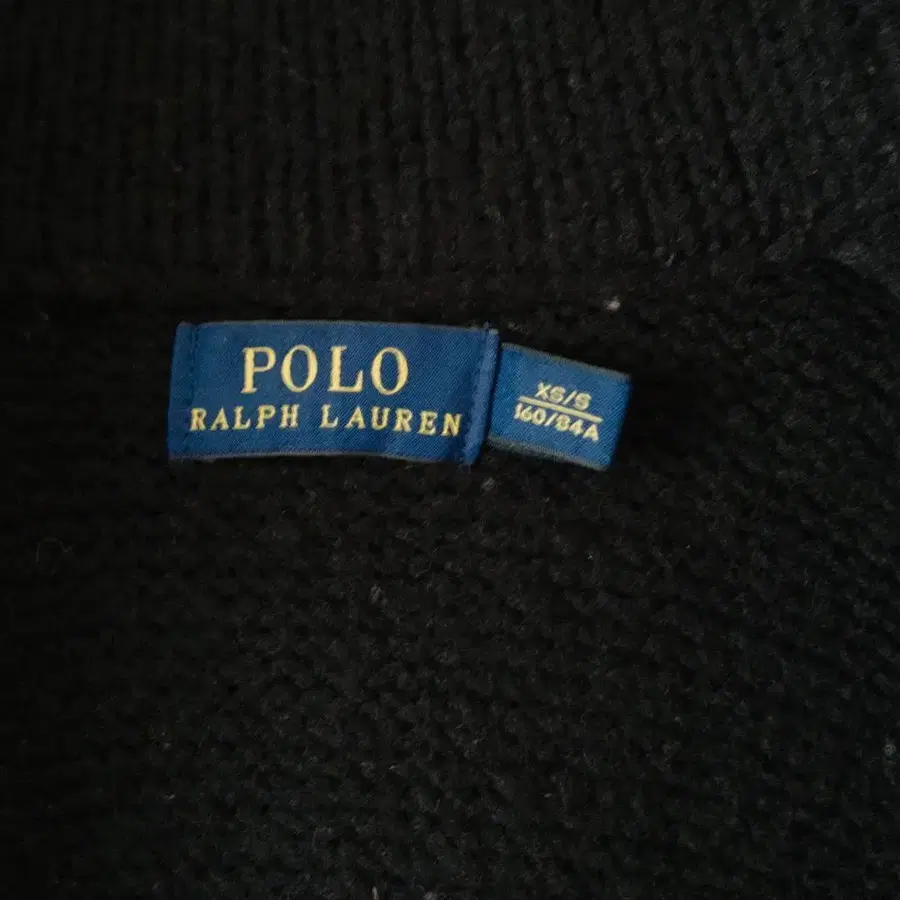 POLO
RALPH LAUREN
XS/S
160/84A